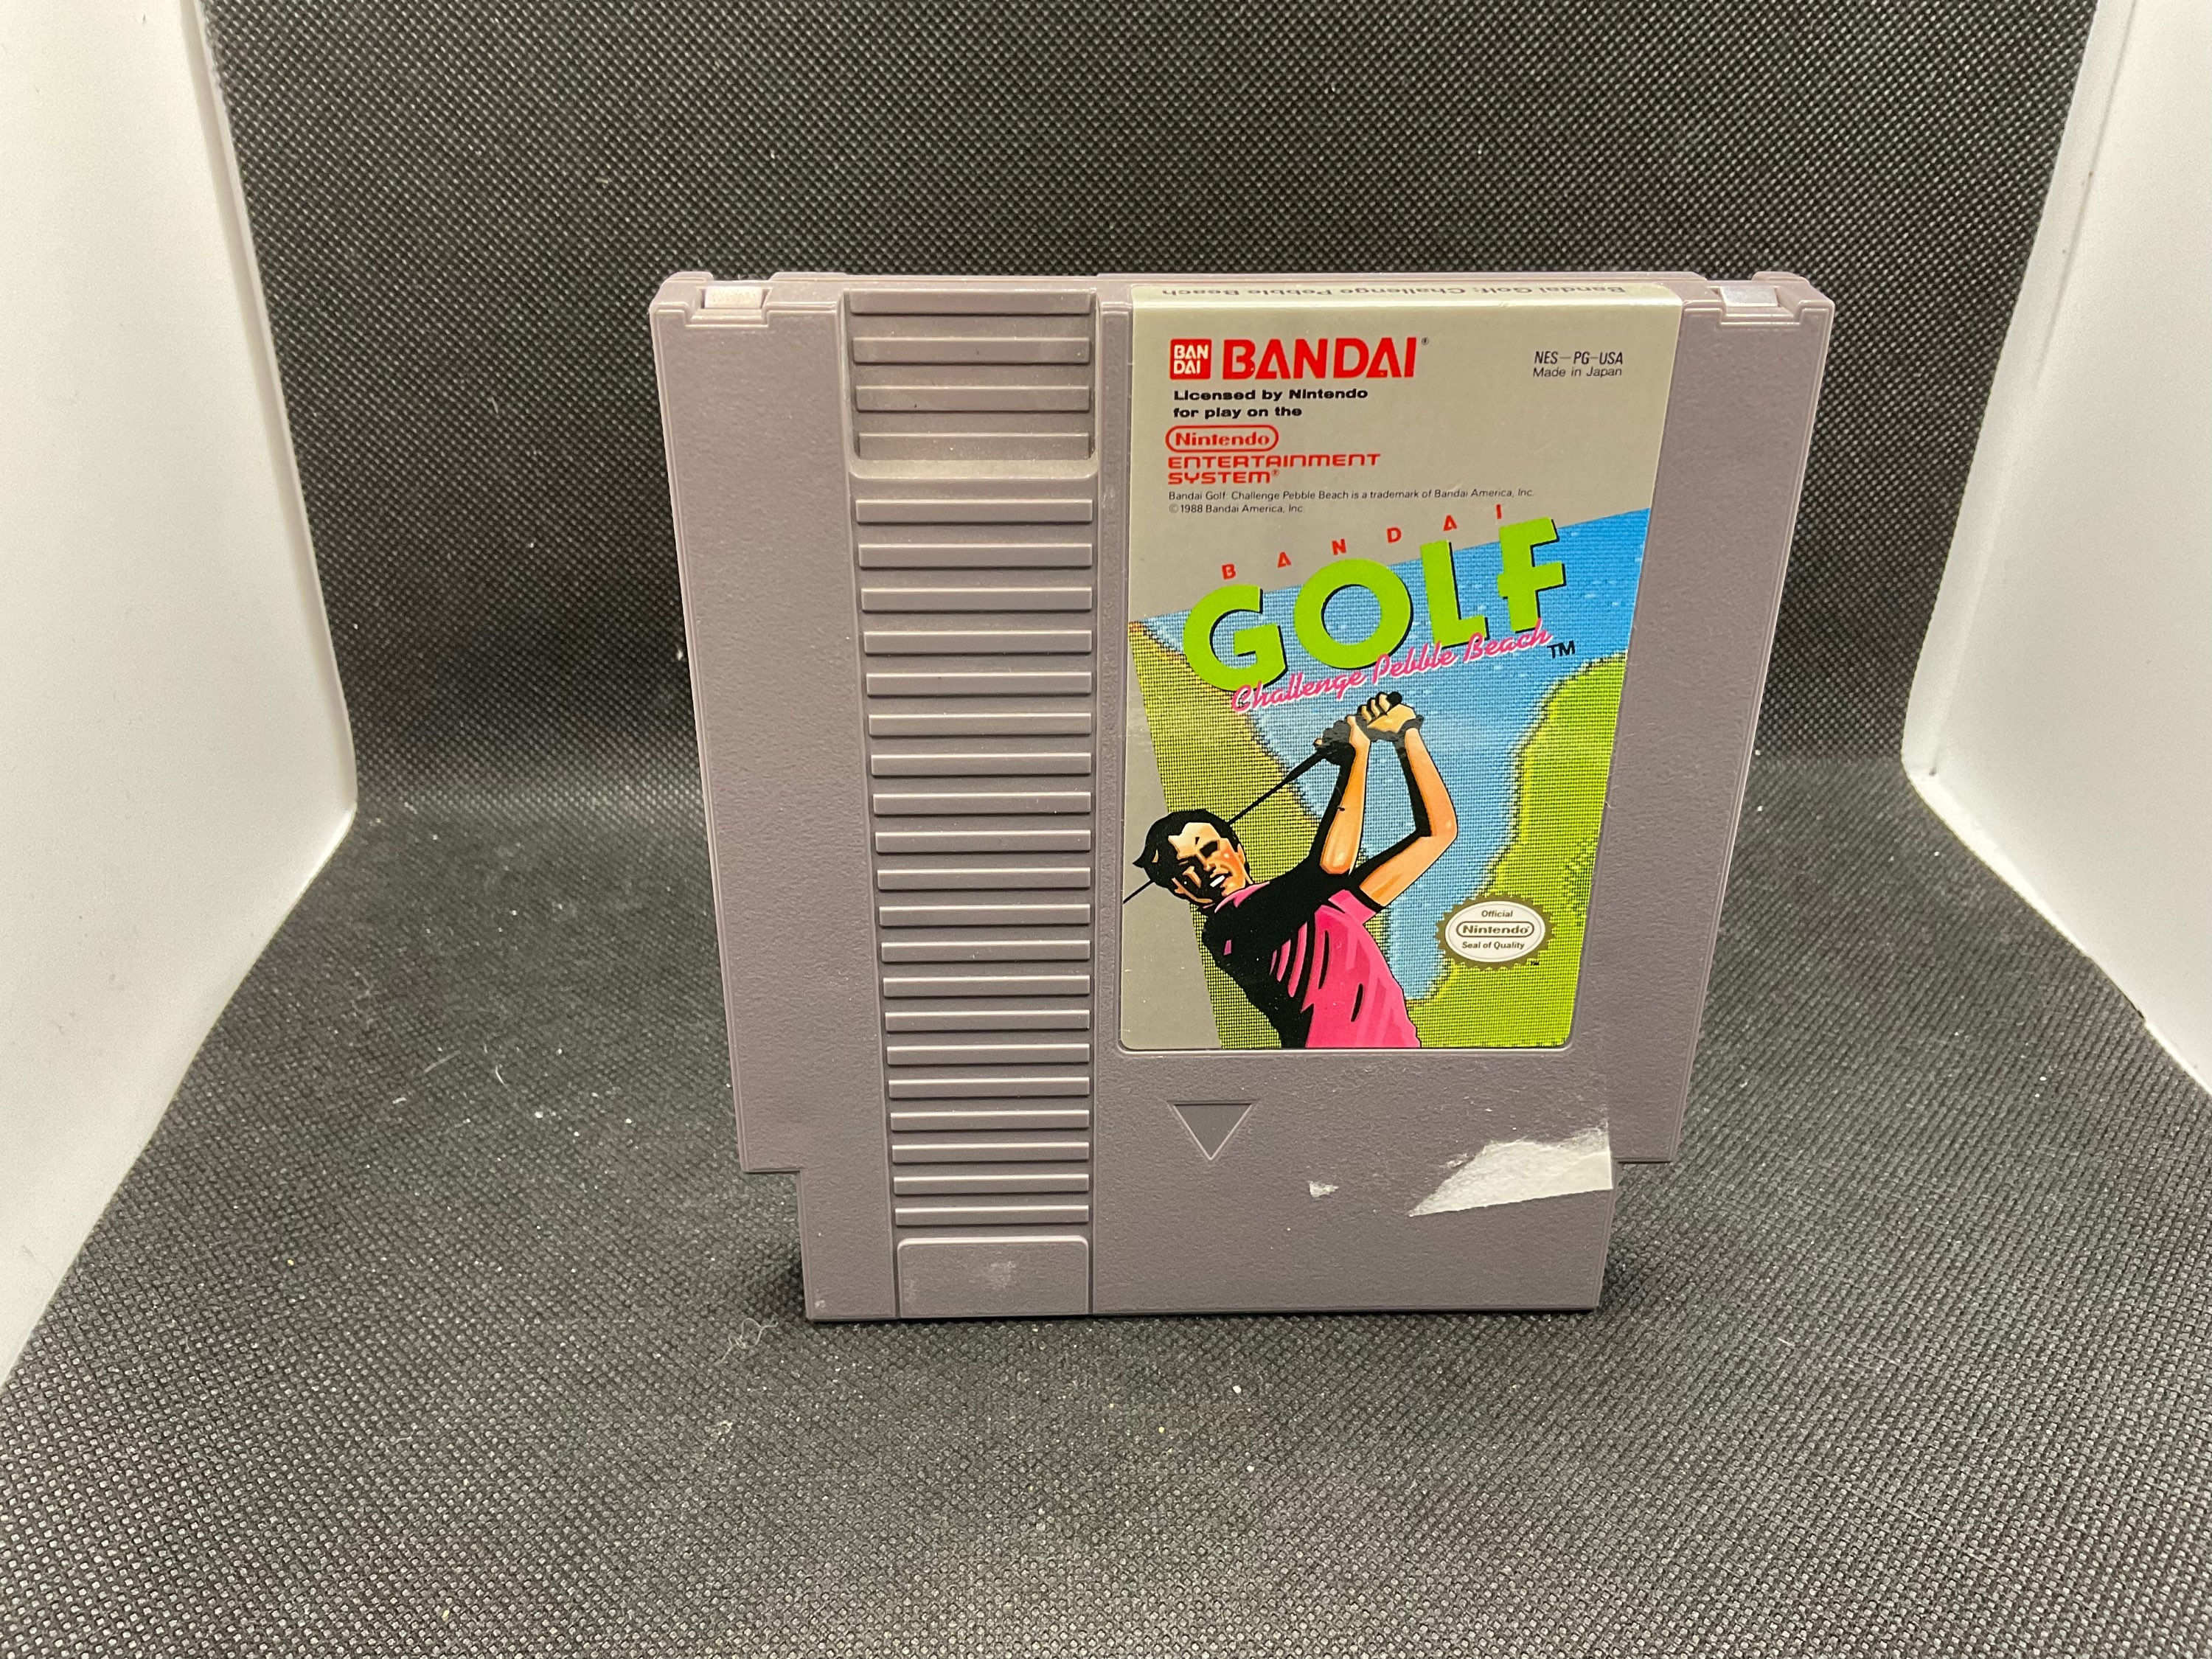 Bandai Golf: Challenge Pebble Beach
BAN
DAI
BANDAI®
NES-PG-USA
Made in Japan
Licensed by Nintendo
for play on the
Nintendo
ENTERTAINMENT
SYSTEM®
Bandai Golf: Challenge Pebble Beach is a trademark of Bandai America, Inc.
©1988 Bandai America, Inc.
BANDAI
GOLF
Challenge Pebble Beach™
Official
Nintendo®
Seal of Quality
™